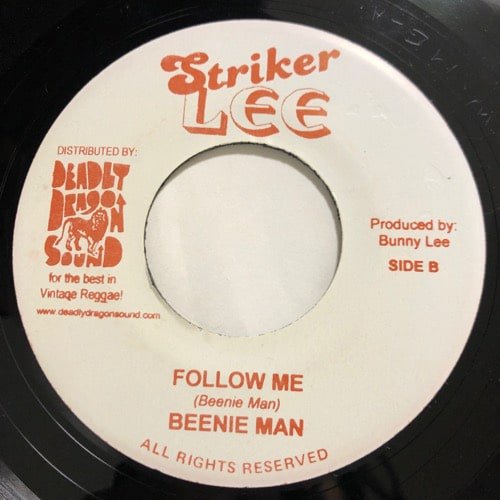 Striker
LEE
DISTRIBUTED BY:
DEADLY
DRAGON
SOUND
for the best in
Vintage Reggae!
www.deadlydragonsound.com
Produced by:
Bunny Lee
SIDE B
FOLLOW ME
(Beenie Man)
BEENIE MAN
ALL RIGHTS RESERVED